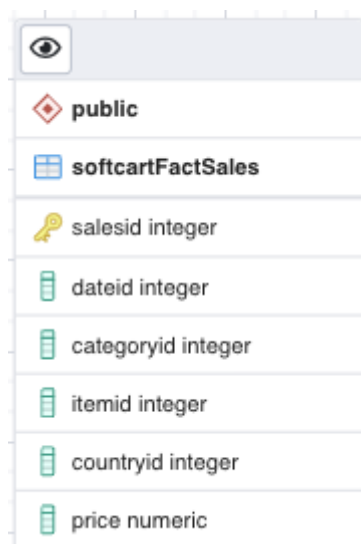 public
softcartFactSales
salesid integer
dateid integer
categoryid integer
itemid integer
countryid integer
price numeric